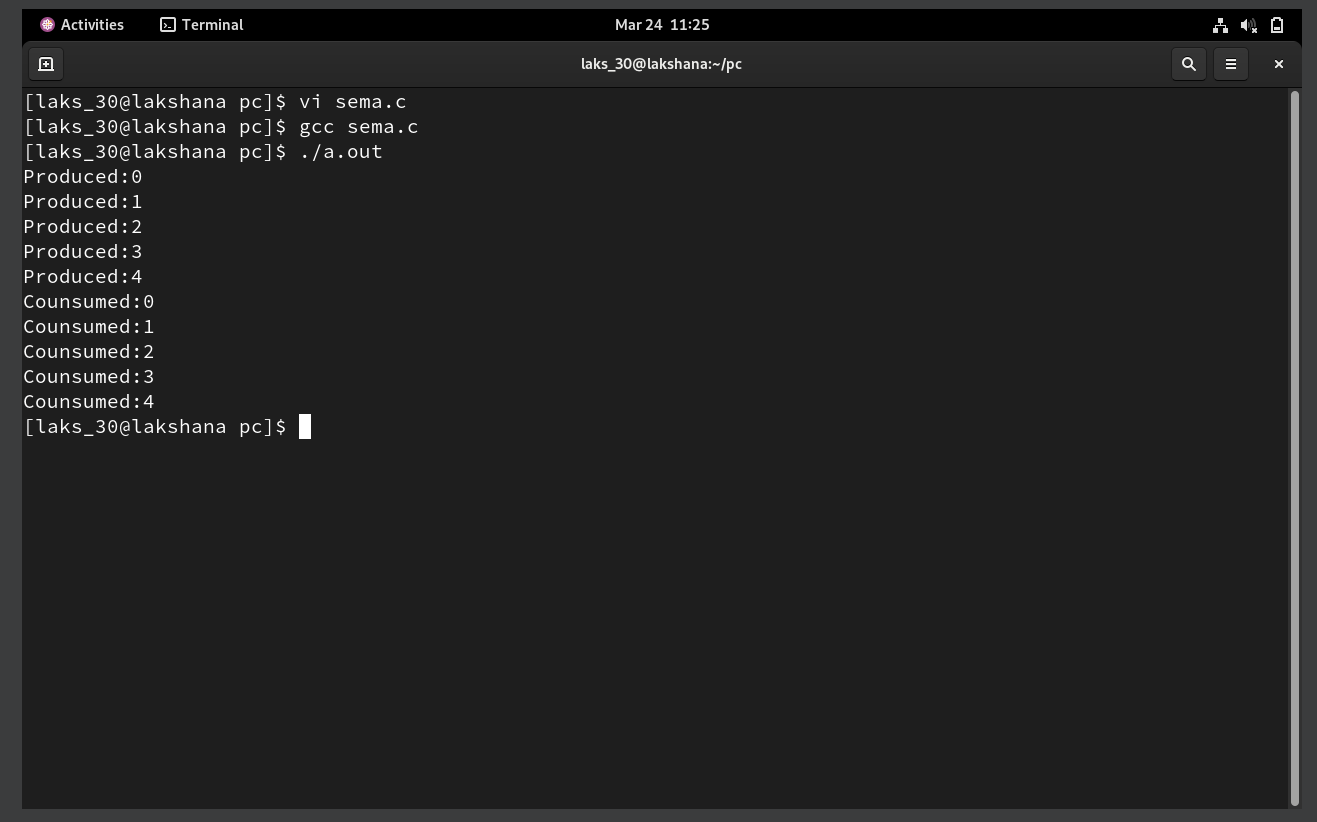 Activities Terminal Mar 24 11:25
laks_30@lakshana:~/pc
[laks_30@lakshana pc]$ vi sema.c
[laks_30@lakshana pc]$ gcc sema.c
[laks_30@lakshana pc]$ ./a.out
Produced:0
Produced:1
Produced:2
Produced:3
Produced:4
Counsumed:0
Counsumed:1
Counsumed:2
Counsumed:3
Counsumed:4
[laks_30@lakshana pc]$